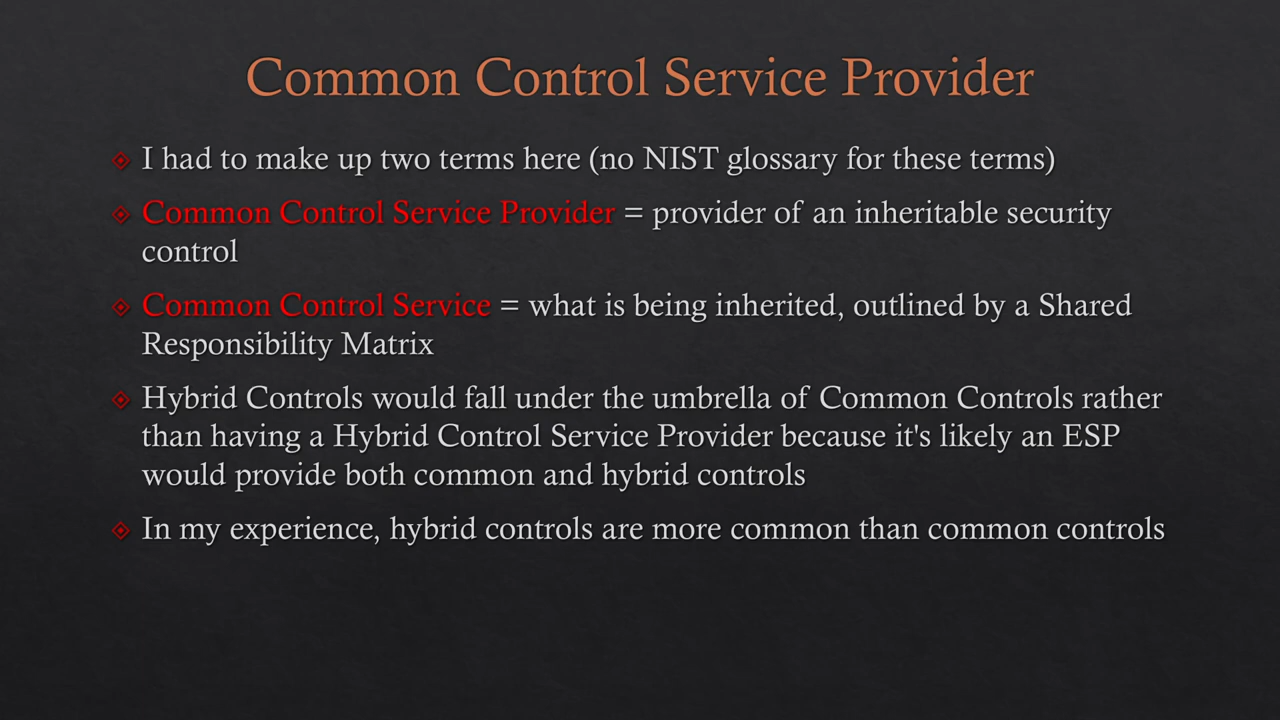 Common Control Service Provider
I had to make up two terms here (no NIST glossary for these terms)
Common Control Service Provider = provider of an inheritable security
control
Common Control Service = what is being inherited, outlined by a Shared
Responsibility Matrix
Hybrid Controls would fall under the umbrella of Common Controls rather
than having a Hybrid Control Service Provider because it's likely an ESP
would provide both common and hybrid controls
In my experience, hybrid controls are more common than common controls